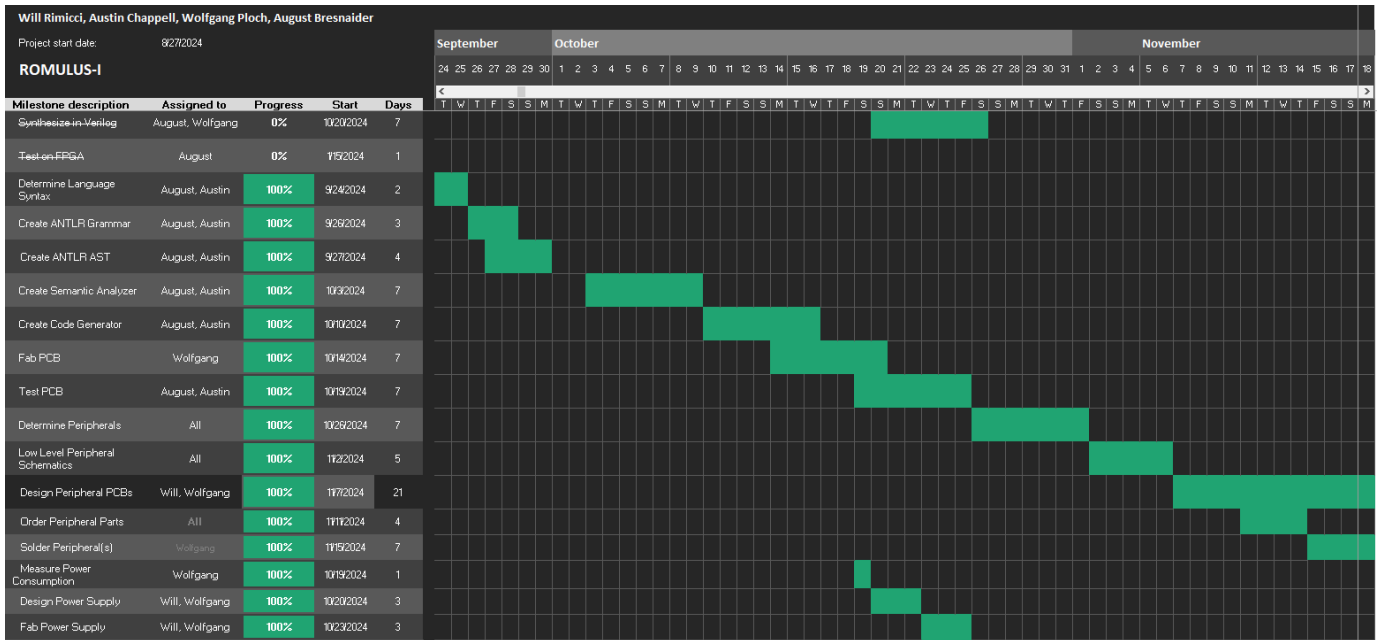 Will Rimicci, Austin Chappell, Wolfgang Ploch, August Bresnaider
Project start date: 8/27/2024
September October November
ROMULUS-I
24 25 26 27 28 29 30 1 2 3 4 5 6 7 8 9 10 11 12 13 14 15 16 17 18 19 20 21 22 23 24 25 26 27 28 29 30 31 1 2 3 4 5 6 7 8 9 10 11 12 13 14 15 16 17 18
Milestone description Assigned to Progress Start Days T W T F S S M T W T F S S M T W T F S S M T W T F S S M T W T F S S M T W T F S S M T W T F S S M T W T F S S M
Synthesize in Verilog August, Wolfgang 0% 10/20/2024 7
Test on FPGA August 0% 1/15/2024 1
Determine Language
Syntax August, Austin 100% 9/24/2024 2
Create ANTLR Grammar August, Austin 100% 9/26/2024 3
Create ANTLR AST August, Austin 100% 9/27/2024 4
Create Semantic Analyzer August, Austin 100% 10/3/2024 7
Create Code Generator August, Austin 100% 10/10/2024 7
Fab PCB Wolfgang 100% 10/14/2024 7
Test PCB August, Austin 100% 10/19/2024 7
Determine Peripherals All 100% 10/26/2024 7
Low Level Peripheral
Schematics All 100% 11/2/2024 5
Design Peripheral PCBs Will, Wolfgang 100% 11/7/2024 21
Order Peripheral Parts All 100% 11/11/2024 4
Solder Peripheral(s) Wolfgang 100% 11/15/2024 7
Measure Power
Consumption Wolfgang 100% 10/19/2024 1
Design Power Supply Will, Wolfgang 100% 10/20/2024 3
Fab Power Supply Will, Wolfgang 100% 10/23/2024 3